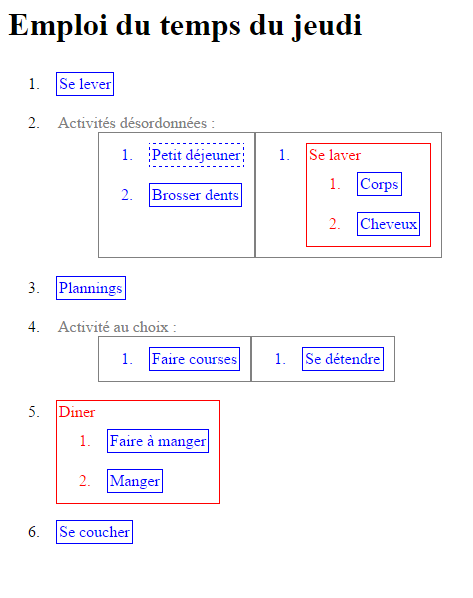 Emploi du temps du jeudi
1. Se lever
2. Activités désordonnées :
1. Petit déjeuner
2. Brosser dents
1. Se laver
1. Corps
2. Cheveux
3. Plannings
4. Activité au choix :
1. Faire courses
1. Se détendre
5. Diner
1. Faire à manger
2. Manger
6. Se coucher